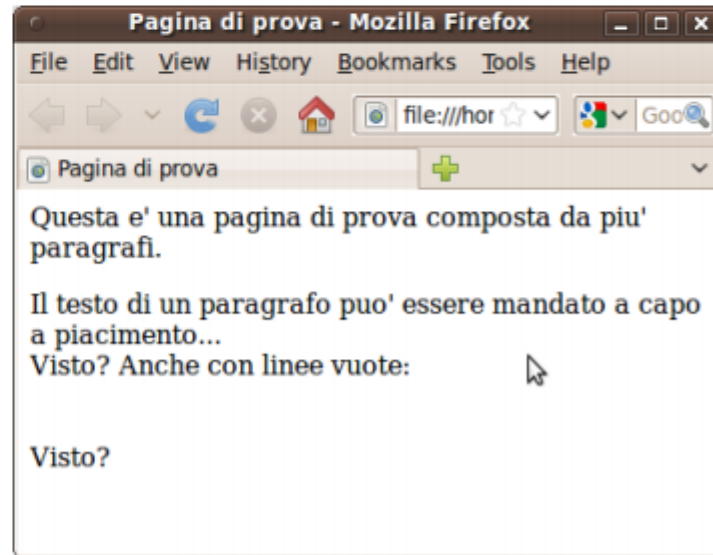 Pagina di prova - Mozilla Firefox
File Edit View History Bookmarks Tools Help
file:///hor Goo
Pagina di prova
Questa e' una pagina di prova composta da piu'
paragrafi.
Il testo di un paragrafo puo' essere mandato a capo
a piacimento...
Visto? Anche con linee vuote:
Visto?